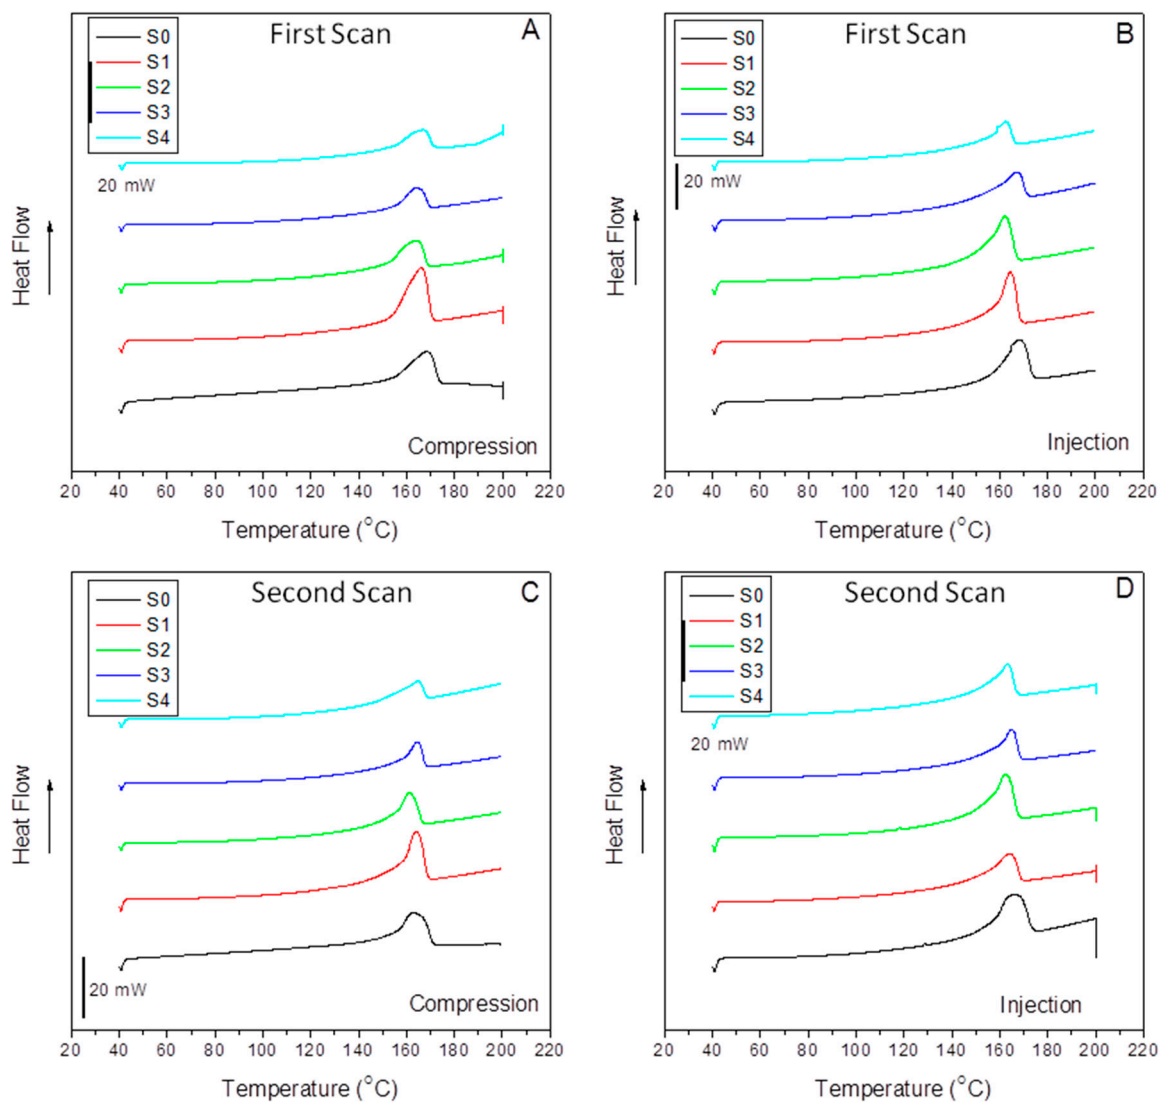 First Scan
A
S0
S1
S2
S3
S4
20 mW
Heat Flow
Compression
20 40 60 80 100 120 140 160 180 200 220
Temperature (°C)
First Scan
B
S0
S1
S2
S3
S4
20 mW
Heat Flow
Injection
20 40 60 80 100 120 140 160 180 200 220
Temperature (°C)
Second Scan
C
S0
S1
S2
S3
S4
Heat Flow
20 mW
Compression
20 40 60 80 100 120 140 160 180 200 220
Temperature (°C)
Second Scan
D
S0
S1
S2
S3
S4
20 mW
Heat Flow
Injection
20 40 60 80 100 120 140 160 180 200 220
Temperature (°C)